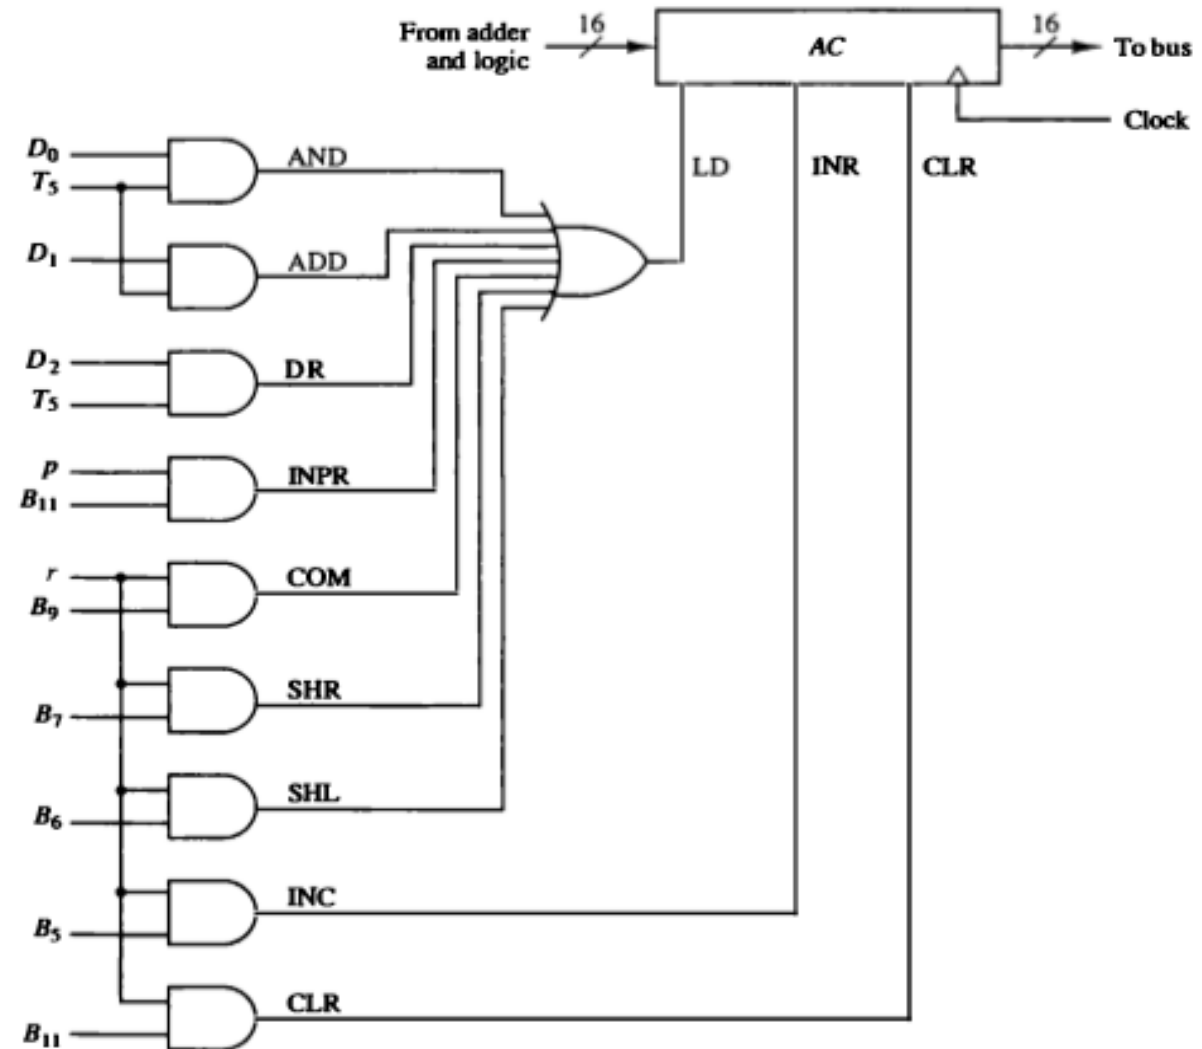 16
16
From adder
and logic
AC
To bus
Clock
D₀
AND
T₅
LD
INR
CLR
D₁
ADD
D₂
DR
T₅
p
INPR
B₁₁
r
COM
B₉
SHR
B₇
SHL
B₆
INC
B₅
CLR
B₁₁